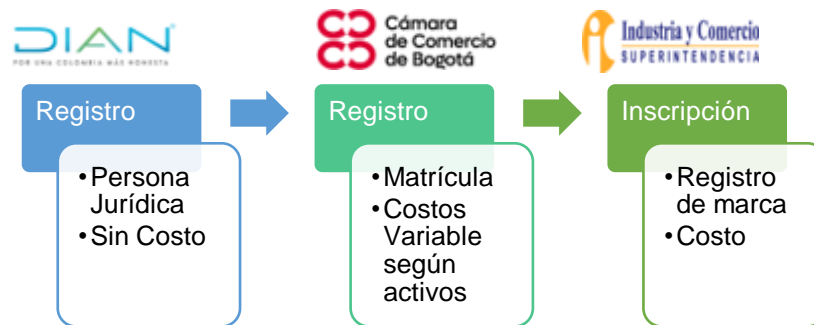 DIAN
POR UNA COLOMBIA MÁS HONESTA
Cámara
de Comercio
de Bogotá
Industria y Comercio
SUPERINTENDENCIA
Registro
•Persona
Jurídica
•Sin Costo
Registro
•Matrícula
•Costos
Variable
según
activos
Inscripción
•Registro
de marca
•Costo